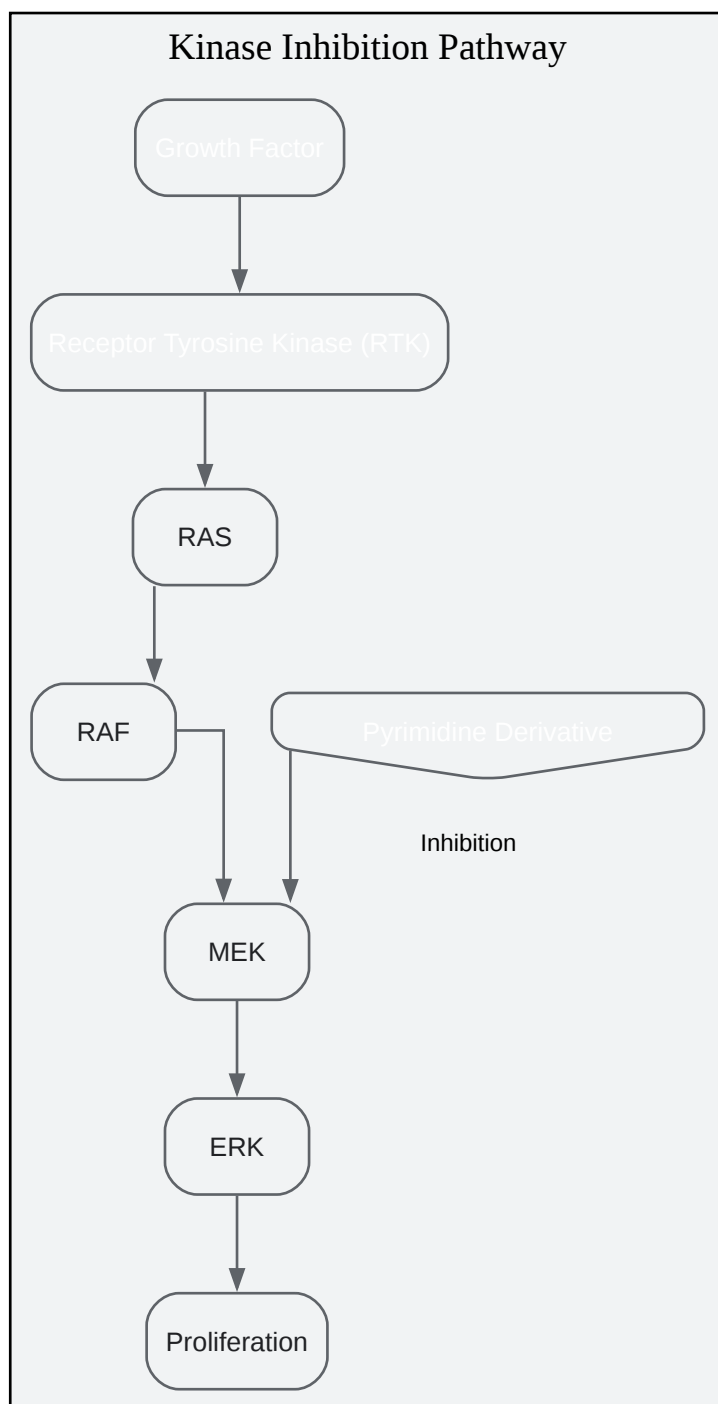 Kinase Inhibition Pathway
Growth Factor
Receptor Tyrosine Kinase (RTK)
RAS
RAF
Pyrimidine Derivative
Inhibition
MEK
ERK
Proliferation